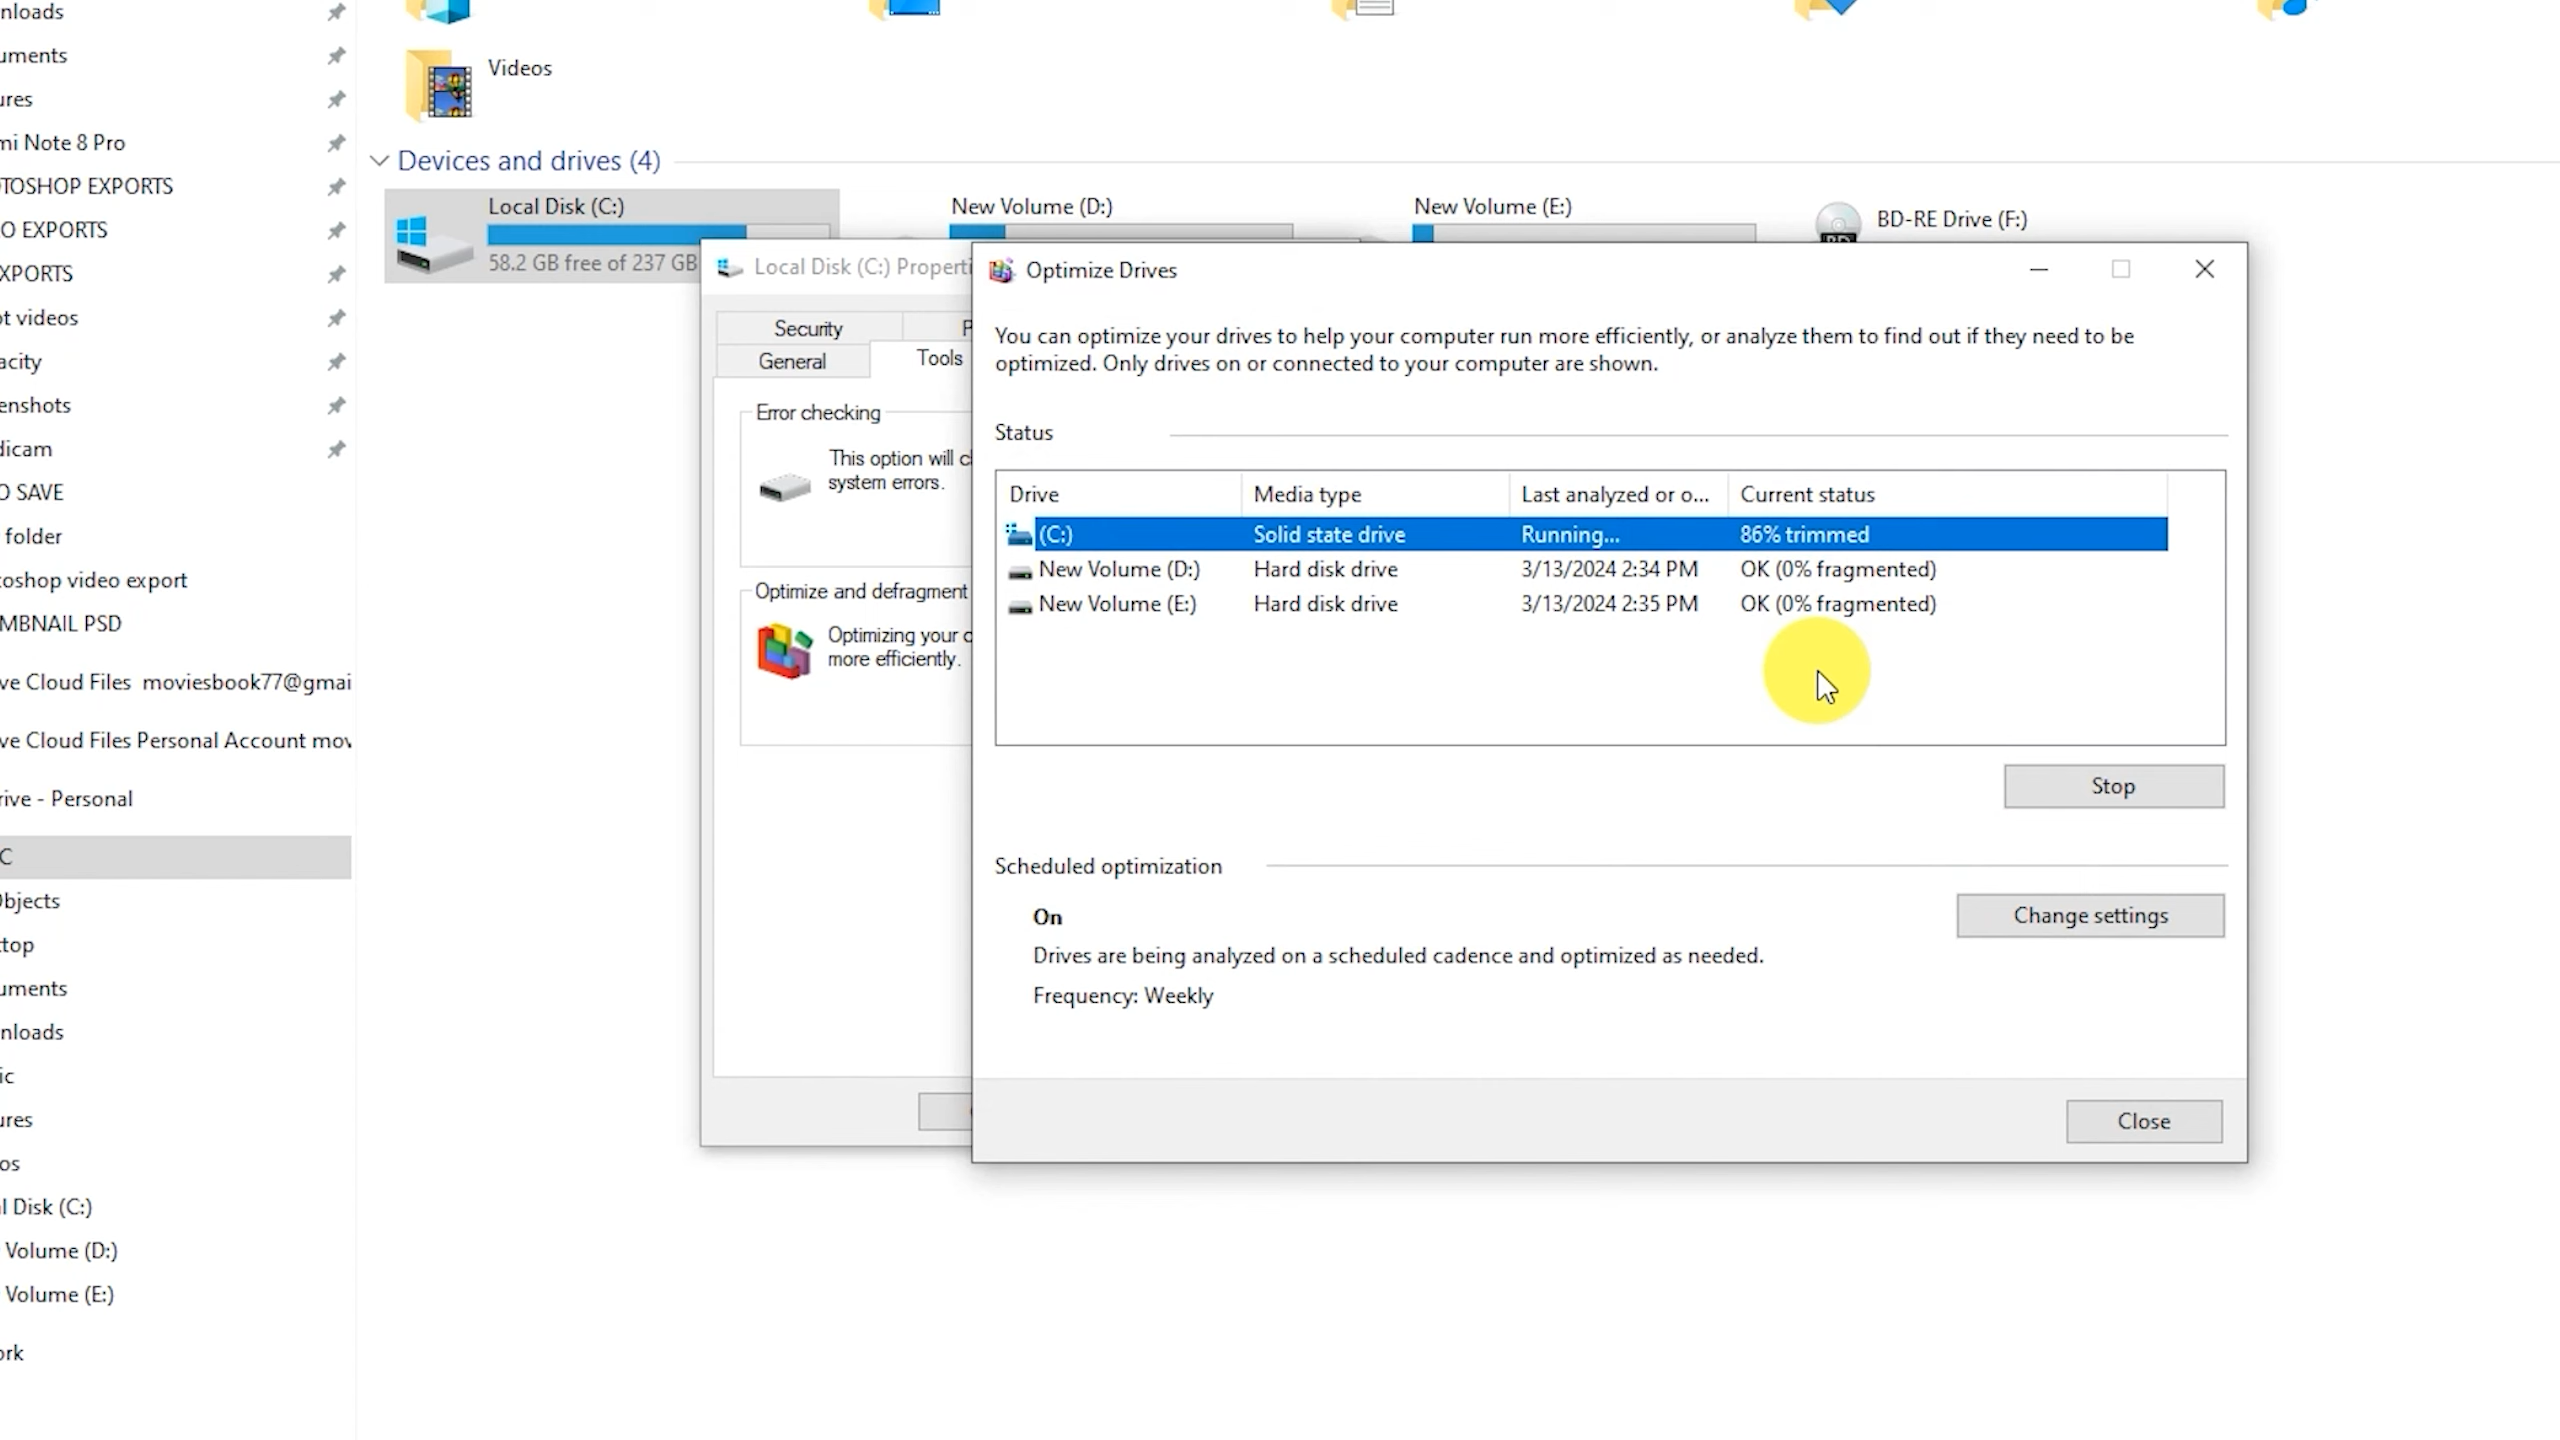 nloads
uments
ures
mi Note 8 Pro
TOSHOP EXPORTS
O EXPORTS
XPORTS
ot videos
acity
enshots
dicam
O SAVE
folder
toshop video export
MBNAIL PSD
ve Cloud Files moviesbook77@gmai
ve Cloud Files Personal Account mov
rive - Personal
C
Objects
ktop
uments
nloads
ic
ures
os
l Disk (C:)
Volume (D:)
Volume (E:)
ork
Videos
Devices and drives (4)
Local Disk (C:)
58.2 GB free of 237 GB
New Volume (D:)
New Volume (E:)
BD-RE Drive (F:)
Local Disk (C:) Properti
Security
P
General
Tools
Error checking
This option will c
system errors.
Optimize and defragment
Optimizing your
more efficiently.
Optimize Drives
You can optimize your drives to help your computer run more efficiently, or analyze them to find out if they need to be
optimized. Only drives on or connected to your computer are shown.
Status
Drive Media type Last analyzed or o... Current status
(C:) Solid state drive Running... 86% trimmed
New Volume (D:) Hard disk drive 3/13/2024 2:34 PM OK (0% fragmented)
New Volume (E:) Hard disk drive 3/13/2024 2:35 PM OK (0% fragmented)
Stop
Scheduled optimization
On
Change settings
Drives are being analyzed on a scheduled cadence and optimized as needed.
Frequency: Weekly
Close